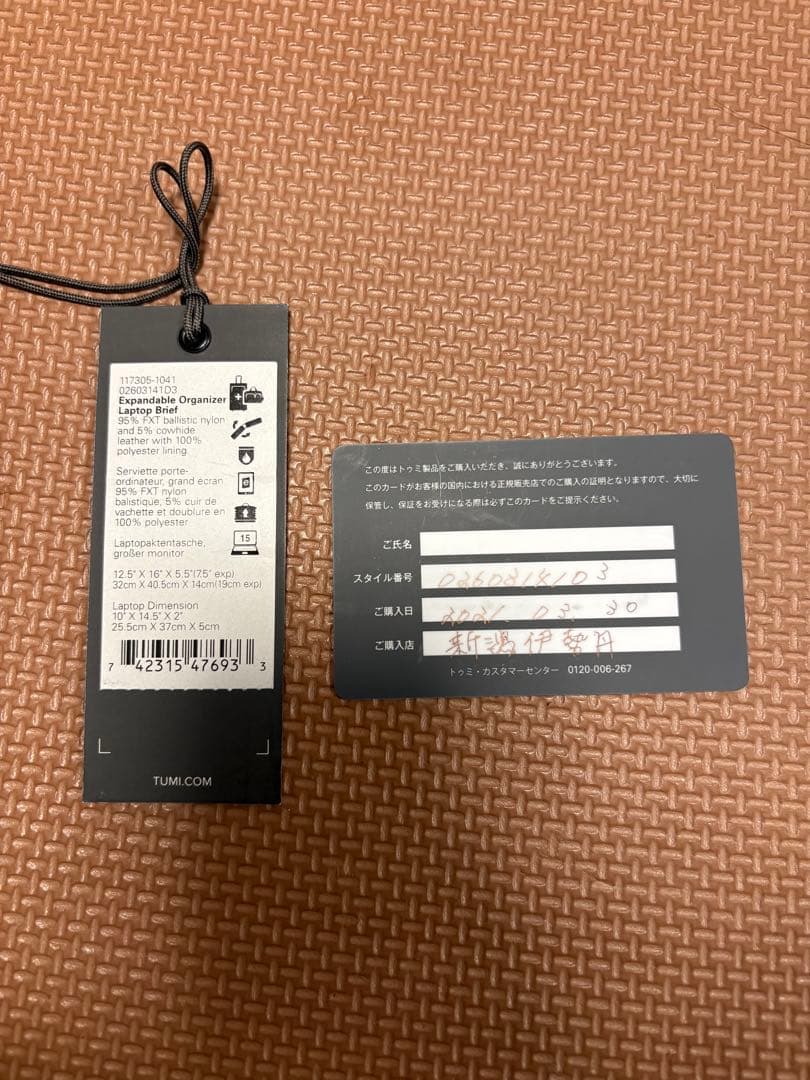 117305-1041
02603141D3
Expandable Organizer
Laptop Brief
95% FXT ballistic nylon
and 5% cowhide
leather with 100%
polyester lining
Serviette porte-
ordinateur, grand écran
95% FXT nylon
balistique, 5% cuir de
vachette et doublure en
100% polyester
Laptopaktentasche,
großer monitor
15
12.5" X 16" X 5.5"(7.5" exp)
32cm X 40.5cm X 14cm(19cm exp)
Laptop Dimension
10" X 14.5" X 2"
25.5cm X 37cm X 5cm
7 42315 47693 3
TUMI.COM
この度はトゥミ製品をご購入いただき、誠にありがとうございます。
このカードがお客様の国内における正規販売店でのご購入の証明となりますので、大切に
保管し、保証をお受けになる際は必ずこのカードをご提示ください。
ご氏名
スタイル番号
ご購入日 2021. 03. 30
ご購入店 新潟伊勢丹
トゥミ・カスタマーセンター 0120-006-267